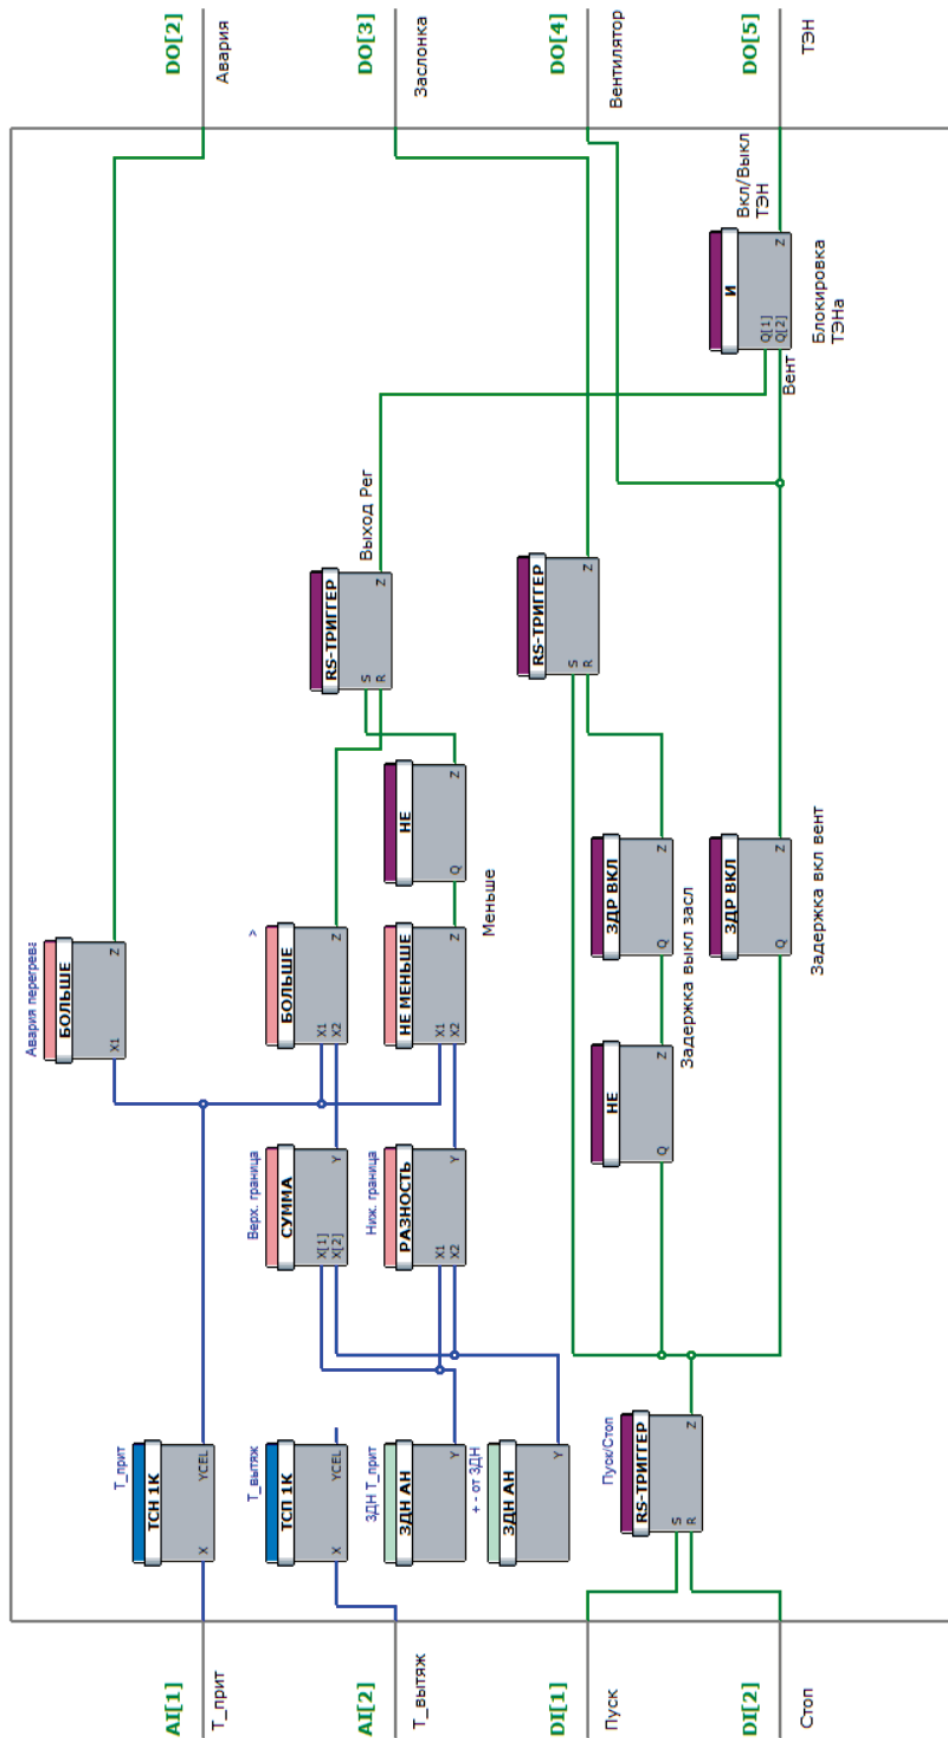 AI[1]
Т_прит
AI[2]
Т_вытяж
DI[1]
Пуск
DI[2]
Стоп
Т_прит
ТСН 1К
X
YCEL
Т_вытяж
ТСП 1К
X
YCEL
ЗДН Т_прит
ЗДН АН
Y
+ - от ЗДН
ЗДН АН
Y
Пуск/Стоп
RS-ТРИГГЕР
S
R
Z
Верх. граница
СУММА
X[1]
X[2]
Y
Ниж. граница
РАЗНОСТЬ
X1
X2
Y
НЕ
Q
Z
Авария перегрева
БОЛЬШЕ
X1
Z
>
БОЛЬШЕ
X1
X2
Z
НЕ МЕНЬШЕ
X1
X2
Z
Меньше
ЗДР ВКЛ
Q
Z
Задержка выкл засл
ЗДР ВКЛ
Q
Z
Задержка вкл вент
НЕ
Q
Z
RS-ТРИГГЕР
S
R
Z
Выход Рег
RS-ТРИГГЕР
S
R
Z
И
Q[1]
Q[2]
Z
Вент
Вкл/Выкл
ТЭН
Блокировка
ТЭНа
DO[2]
Авария
DO[3]
Заслонка
DO[4]
Вентилятор
DO[5]
ТЭН